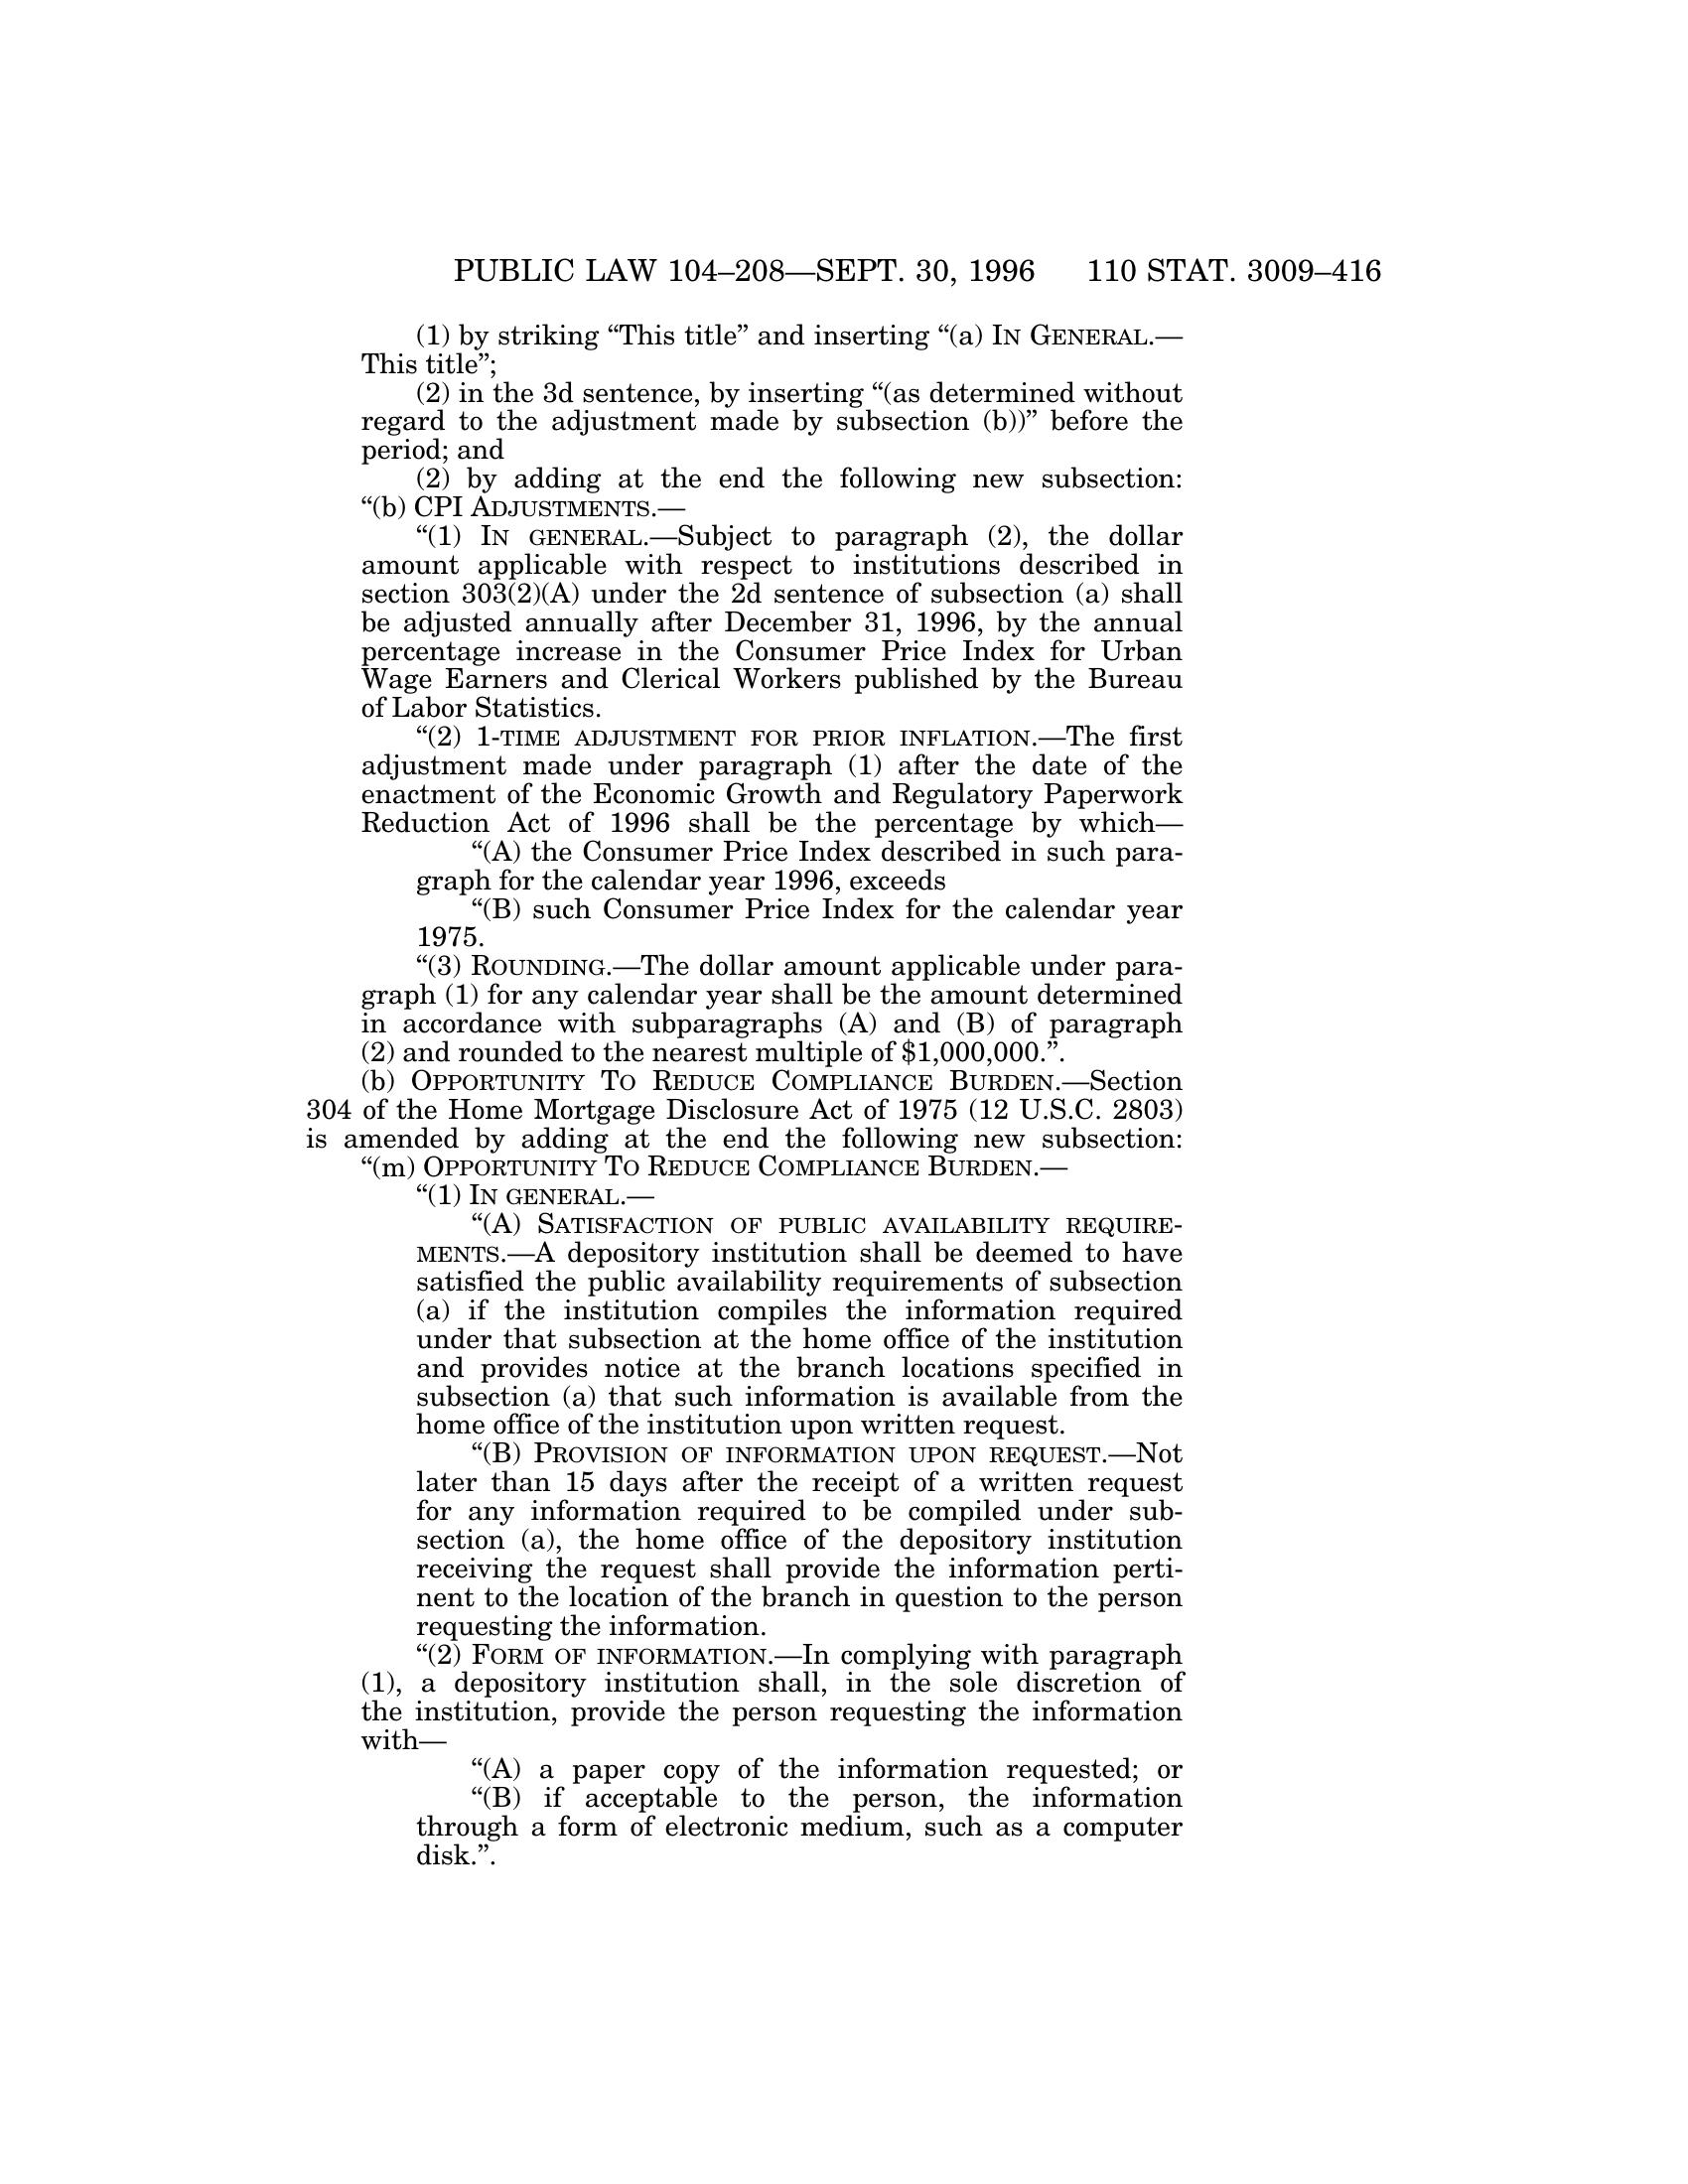 PUBLIC LAW 104–208—SEPT. 30, 1996 110 STAT. 3009–416
(1) by striking “This title” and inserting “(a) IN GENERAL.—
This title”;
(2) in the 3d sentence, by inserting “(as determined without
regard to the adjustment made by subsection (b))” before the
period; and
(2) by adding at the end the following new subsection:
“(b) CPI ADJUSTMENTS.—
“(1) IN GENERAL.—Subject to paragraph (2), the dollar
amount applicable with respect to institutions described in
section 303(2)(A) under the 2d sentence of subsection (a) shall
be adjusted annually after December 31, 1996, by the annual
percentage increase in the Consumer Price Index for Urban
Wage Earners and Clerical Workers published by the Bureau
of Labor Statistics.
“(2) 1-TIME ADJUSTMENT FOR PRIOR INFLATION.—The first
adjustment made under paragraph (1) after the date of the
enactment of the Economic Growth and Regulatory Paperwork
Reduction Act of 1996 shall be the percentage by which—
“(A) the Consumer Price Index described in such para-
graph for the calendar year 1996, exceeds
“(B) such Consumer Price Index for the calendar year
1975.
“(3) ROUNDING.—The dollar amount applicable under para-
graph (1) for any calendar year shall be the amount determined
in accordance with subparagraphs (A) and (B) of paragraph
(2) and rounded to the nearest multiple of $1,000,000.”.
(b) OPPORTUNITY TO REDUCE COMPLIANCE BURDEN.—Section
304 of the Home Mortgage Disclosure Act of 1975 (12 U.S.C. 2803)
is amended by adding at the end the following new subsection:
“(m) OPPORTUNITY TO REDUCE COMPLIANCE BURDEN.—
“(1) IN GENERAL.—
“(A) SATISFACTION OF PUBLIC AVAILABILITY REQUIRE-
MENTS.—A depository institution shall be deemed to have
satisfied the public availability requirements of subsection
(a) if the institution compiles the information required
under that subsection at the home office of the institution
and provides notice at the branch locations specified in
subsection (a) that such information is available from the
home office of the institution upon written request.
“(B) PROVISION OF INFORMATION UPON REQUEST.—Not
later than 15 days after the receipt of a written request
for any information required to be compiled under sub-
section (a), the home office of the depository institution
receiving the request shall provide the information perti-
nent to the location of the branch in question to the person
requesting the information.
“(2) FORM OF INFORMATION.—In complying with paragraph
(1), a depository institution shall, in the sole discretion of
the institution, provide the person requesting the information
with—
“(A) a paper copy of the information requested; or
“(B) if acceptable to the person, the information
through a form of electronic medium, such as a computer
disk.”.